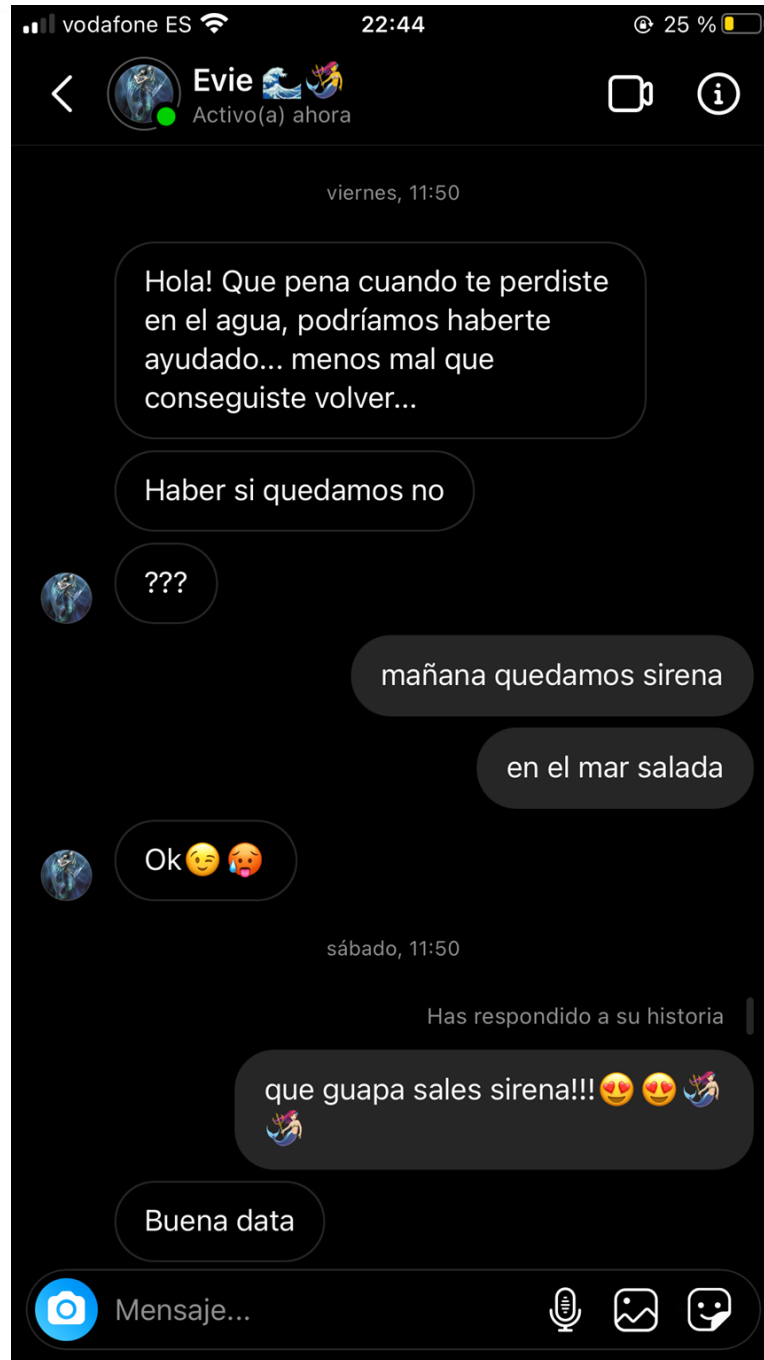 vodafone ES 22:44 25 %
Evie 🌊🧜‍♀️
Activo(a) ahora
viernes, 11:50
Hola! Que pena cuando te perdiste
en el agua, podríamos haberte
ayudado... menos mal que
conseguiste volver...
Haber si quedamos no
???
mañana quedamos sirena
en el mar salada
Ok😉🥵
sábado, 11:50
Has respondido a su historia
que guapa sales sirena!!!😍😍🧜‍♀️
🧜‍♀️
Buena data
Mensaje...